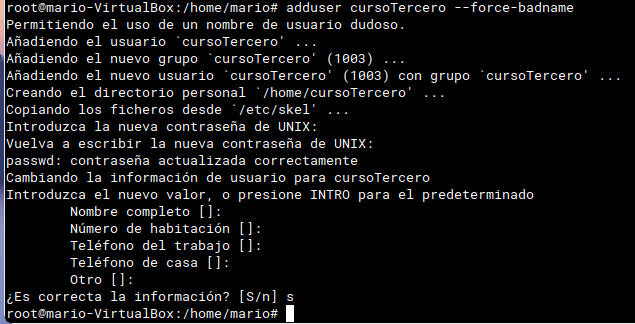 root@mario-VirtualBox:/home/mario# adduser cursoTercero --force-badname
Permitiendo el uso de un nombre de usuario dudoso.
Añadiendo el usuario `cursoTercero' ...
Añadiendo el nuevo grupo `cursoTercero' (1003) ...
Añadiendo el nuevo usuario `cursoTercero' (1003) con grupo `cursoTercero' ...
Creando el directorio personal `/home/cursoTercero' ...
Copiando los ficheros desde `/etc/skel' ...
Introduzca la nueva contraseña de UNIX:
Vuelva a escribir la nueva contraseña de UNIX:
passwd: contraseña actualizada correctamente
Cambiando la información de usuario para cursoTercero
Introduzca el nuevo valor, o presione INTRO para el predeterminado
        Nombre completo []:
        Número de habitación []:
        Teléfono del trabajo []:
        Teléfono de casa []:
        Otro []:
¿Es correcta la información? [S/n] s
root@mario-VirtualBox:/home/mario#